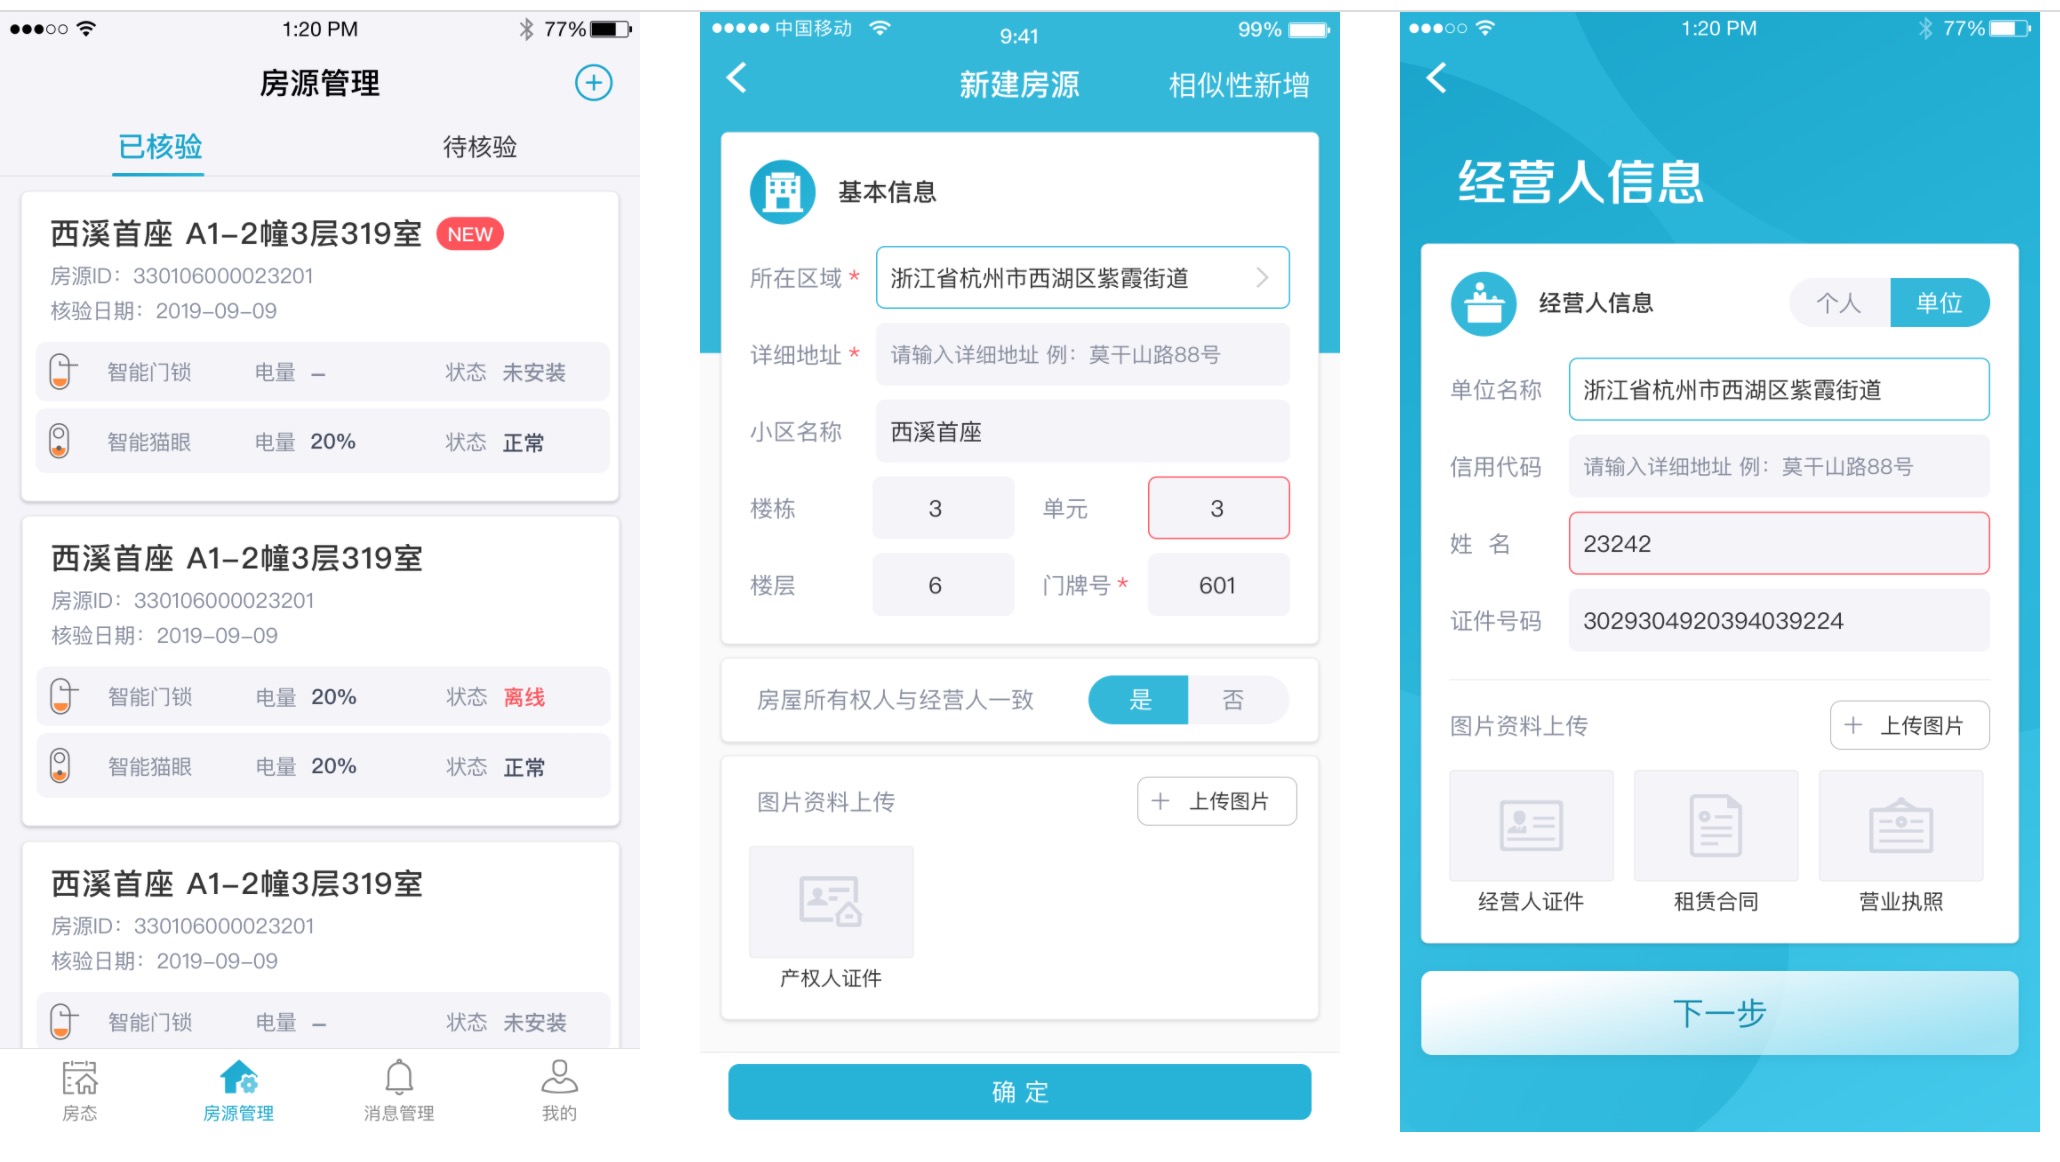 1:20 PM
77%
房源管理
已核验
待核验
西溪首座 A1-2幢3层319室
NEW
房源ID：330106000023201
核验日期：2019-09-09
智能门锁 电量 – 状态 未安装
智能猫眼 电量 20% 状态 正常
西溪首座 A1-2幢3层319室
房源ID：330106000023201
核验日期：2019-09-09
智能门锁 电量 20% 状态 离线
智能猫眼 电量 20% 状态 正常
西溪首座 A1-2幢3层319室
房源ID：330106000023201
核验日期：2019-09-09
智能门锁 电量 – 状态 未安装
房态
房源管理
消息管理
我的
中国移动
9:41
99%
新建房源
相似性新增
基本信息
所在区域 * 浙江省杭州市西湖区紫霞街道
详细地址 * 请输入详细地址 例：莫干山路88号
小区名称 西溪首座
楼栋 3 单元 3
楼层 6 门牌号 * 601
房屋所有权人与经营人一致 是 否
图片资料上传
+ 上传图片
产权人证件
确 定
1:20 PM
77%
经营人信息
经营人信息
个人 单位
单位名称 浙江省杭州市西湖区紫霞街道
信用代码 请输入详细地址 例：莫干山路88号
姓 名 23242
证件号码 3029304920394039224
图片资料上传
+ 上传图片
经营人证件
租赁合同
营业执照
下一步